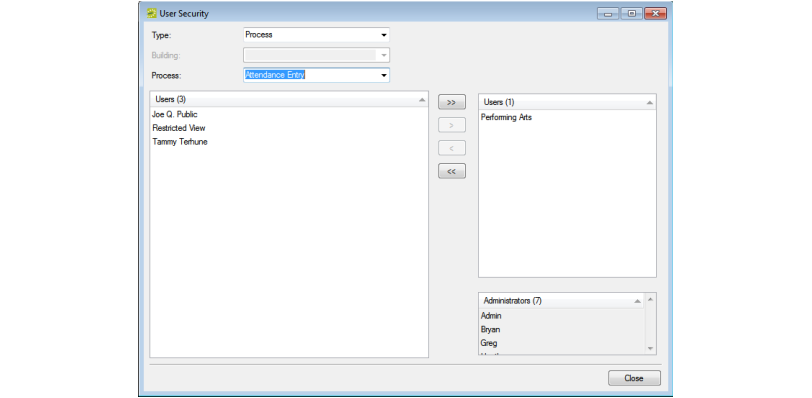 User Security
Type: Process
Building:
Process: Attendance Entry
Users (3)
Joe Q. Public
Restricted View
Tammy Terhune
>>
>
<
<<
Users (1)
Performing Arts
Administrators (7)
Admin
Bryan
Greg
Close